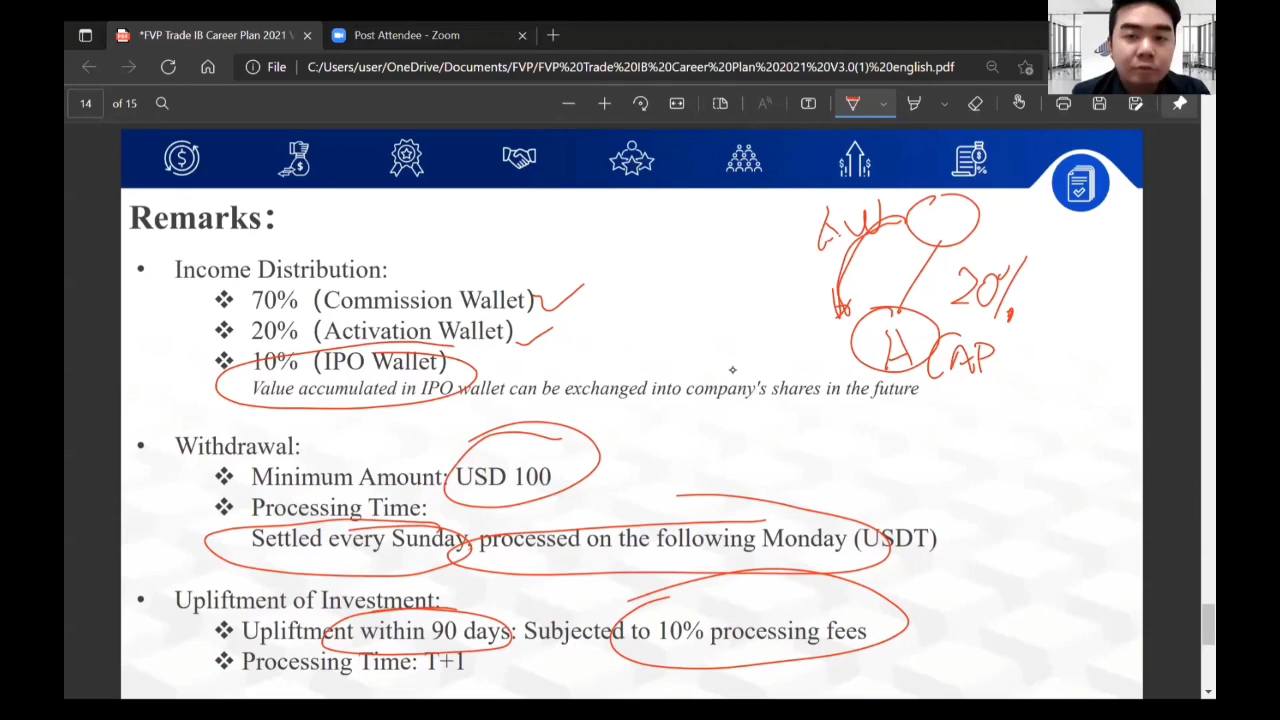 *FVP Trade IB Career Plan 2021
Post Attendee - Zoom
File
C:/Users/user/OneDrive/Documents/FVP/FVP%20Trade%20IB%20Career%20Plan%202021%20V3.0(1)%20english.pdf
14 of 15
Remarks:
• Income Distribution:
❖ 70% (Commission Wallet)
❖ 20% (Activation Wallet)
❖ 10% (IPO Wallet)
Value accumulated in IPO wallet can be exchanged into company's shares in the future
• Withdrawal:
❖ Minimum Amount: USD 100
❖ Processing Time:
Settled every Sunday, processed on the following Monday (USDT)
• Upliftment of Investment:
❖ Upliftment within 90 days: Subjected to 10% processing fees
❖ Processing Time: T+1
20%
A